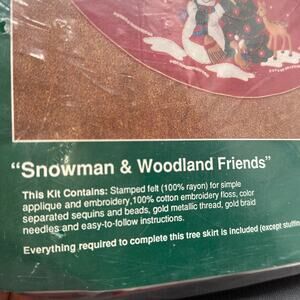 "Snowman & Woodland Friends"
This Kit Contains: Stamped felt (100% rayon) for simple
applique and embroidery,100% cotton embroidery floss, color
separated sequins and beads, gold metallic thread, gold braid
needles and easy-to-follow instructions.
Everything required to complete this tree skirt is included (except stuffin